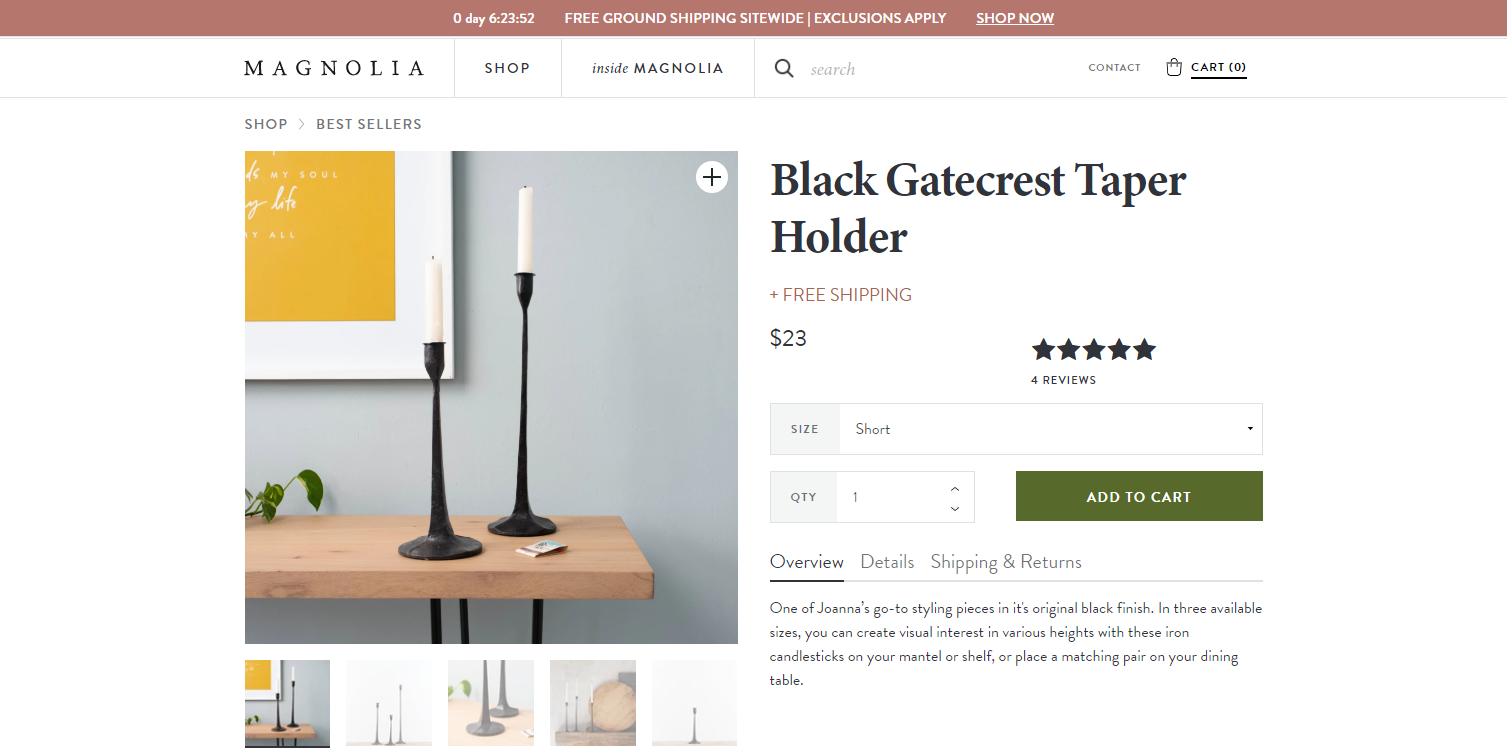 0 day 6:23:52 FREE GROUND SHIPPING SITEWIDE | EXCLUSIONS APPLY SHOP NOW
MAGNOLIA SHOP inside MAGNOLIA search CONTACT CART (0)
SHOP > BEST SELLERS
MY SOUL
my life
MY ALL
Black Gatecrest Taper
Holder
+ FREE SHIPPING
$23
4 REVIEWS
SIZE Short
QTY 1 ADD TO CART
Overview Details Shipping & Returns
One of Joanna’s go-to styling pieces in it's original black finish. In three available
sizes, you can create visual interest in various heights with these iron
candlesticks on your mantel or shelf, or place a matching pair on your dining
table.